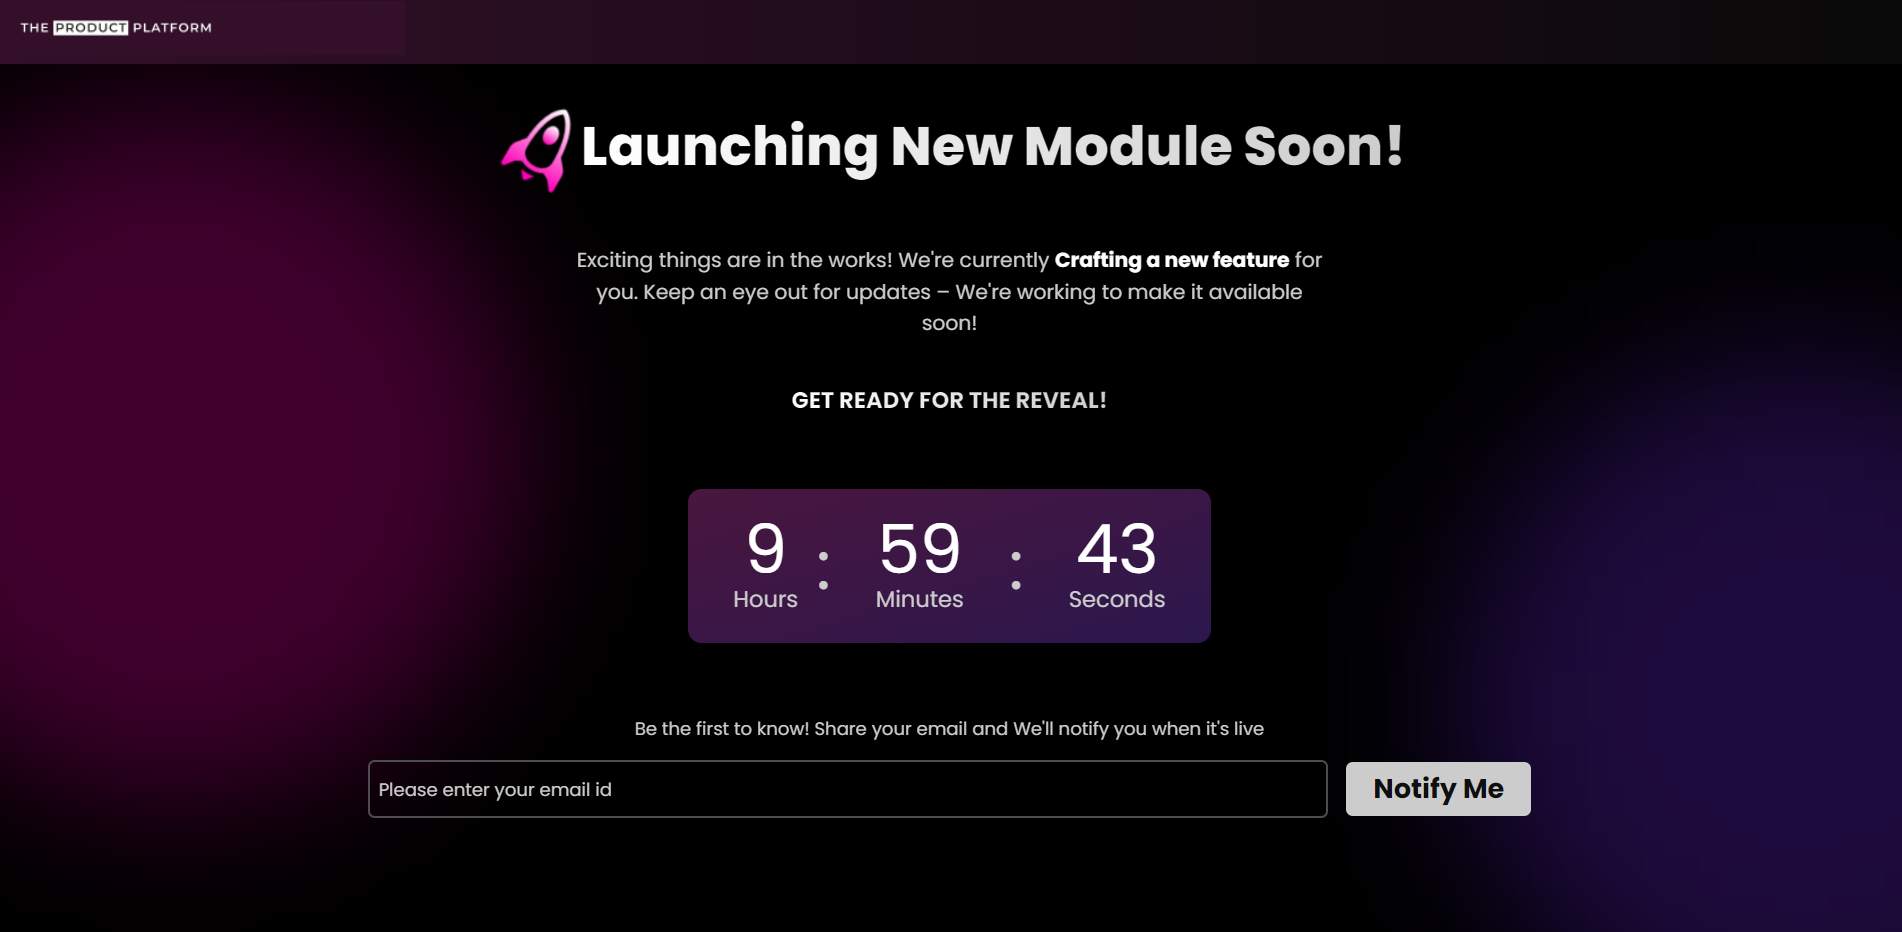 THE PRODUCT PLATFORM
Launching New Module Soon!
Exciting things are in the works! We're currently Crafting a new feature for
you. Keep an eye out for updates – We're working to make it available
soon!
GET READY FOR THE REVEAL!
9 : 59 : 43
Hours Minutes Seconds
Be the first to know! Share your email and We'll notify you when it's live
Please enter your email id
Notify Me